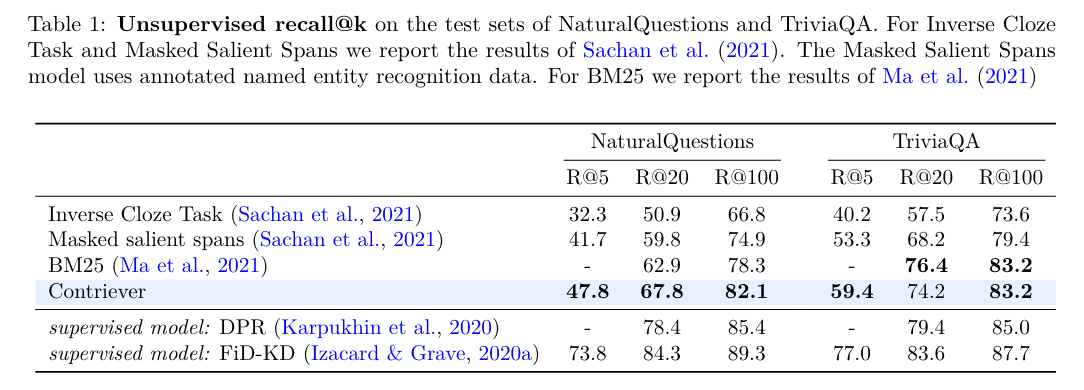 Table 1: Unsupervised recall@k on the test sets of NaturalQuestions and TriviaQA. For Inverse Cloze
Task and Masked Salient Spans we report the results of Sachan et al. (2021). The Masked Salient Spans
model uses annotated named entity recognition data. For BM25 we report the results of Ma et al. (2021)
NaturalQuestions TriviaQA
R@5 R@20 R@100 R@5 R@20 R@100
Inverse Cloze Task (Sachan et al., 2021) 32.3 50.9 66.8 40.2 57.5 73.6
Masked salient spans (Sachan et al., 2021) 41.7 59.8 74.9 53.3 68.2 79.4
BM25 (Ma et al., 2021) - 62.9 78.3 - 76.4 83.2
Contriever 47.8 67.8 82.1 59.4 74.2 83.2
supervised model: DPR (Karpukhin et al., 2020) - 78.4 85.4 - 79.4 85.0
supervised model: FiD-KD (Izacard & Grave, 2020a) 73.8 84.3 89.3 77.0 83.6 87.7